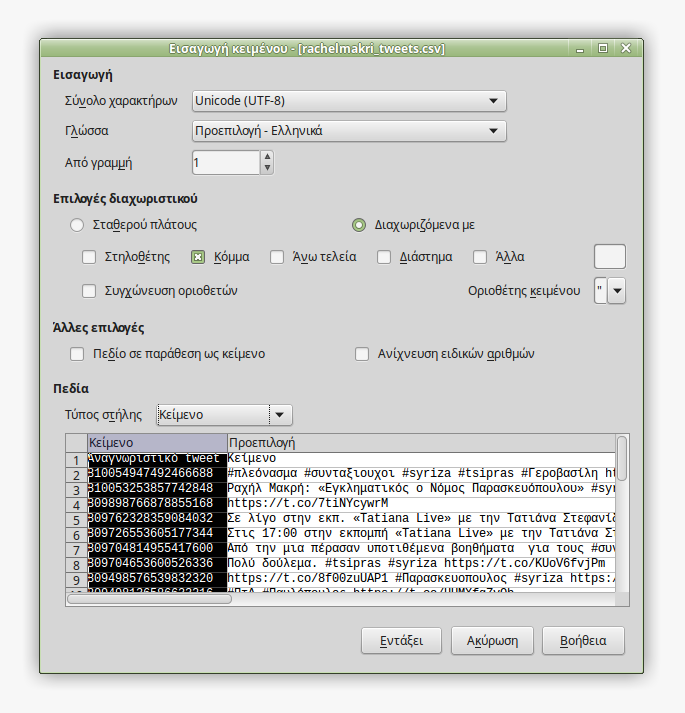 Εισαγωγή κειμένου - [rachelmakri_tweets.csv]
Εισαγωγή
Σύνολο χαρακτήρων Unicode (UTF-8)
Γλώσσα Προεπιλογή - Ελληνικά
Από γραμμή 1
Επιλογές διαχωριστικού
Σταθερού πλάτους Διαχωριζόμενα με
Στηλοθέτης Κόμμα Άνω τελεία Διάστημα Άλλα
Συγχώνευση οριοθετών Οριοθέτης κειμένου "
Άλλες επιλογές
Πεδίο σε παράθεση ως κείμενο Ανίχνευση ειδικών αριθμών
Πεδία
Τύπος στήλης Κείμενο
Κείμενο Προεπιλογή
1 Αναγνωριστικό tweet Κείμενο
2 810054947492466688 #πλεόνασμα #συνταξιουχοι #syriza #tsipras #Γεροβασίλη ht
3 810053253857742848 Ραχήλ Μακρή: «Εγκληματικός ο Νόμος Παρασκευόπουλου» #syr
4 809898766878855168 https://t.co/7tiNYcywrM
5 809762328359084032 Σε λίγο στην εκπ. «Tatiana Live» με την Τατιάνα Στεφανίδ
6 809726553605177344 Στις 17:00 στην εκπομπή «Tatiana Live» με την Τατιάνα Στ
7 809704814955417600 Από την μια πέρασαν υποτιθέμενα βοηθήματα για τους #συν
8 809704653600526336 Πολύ δούλεμα. #tsipras #syriza https://t.co/KUoV6fvjPm
9 809498576539832320 https://t.co/8f00zuUAP1 #Παρασκευοπουλος #syriza https:/
Εντάξει Ακύρωση Βοήθεια